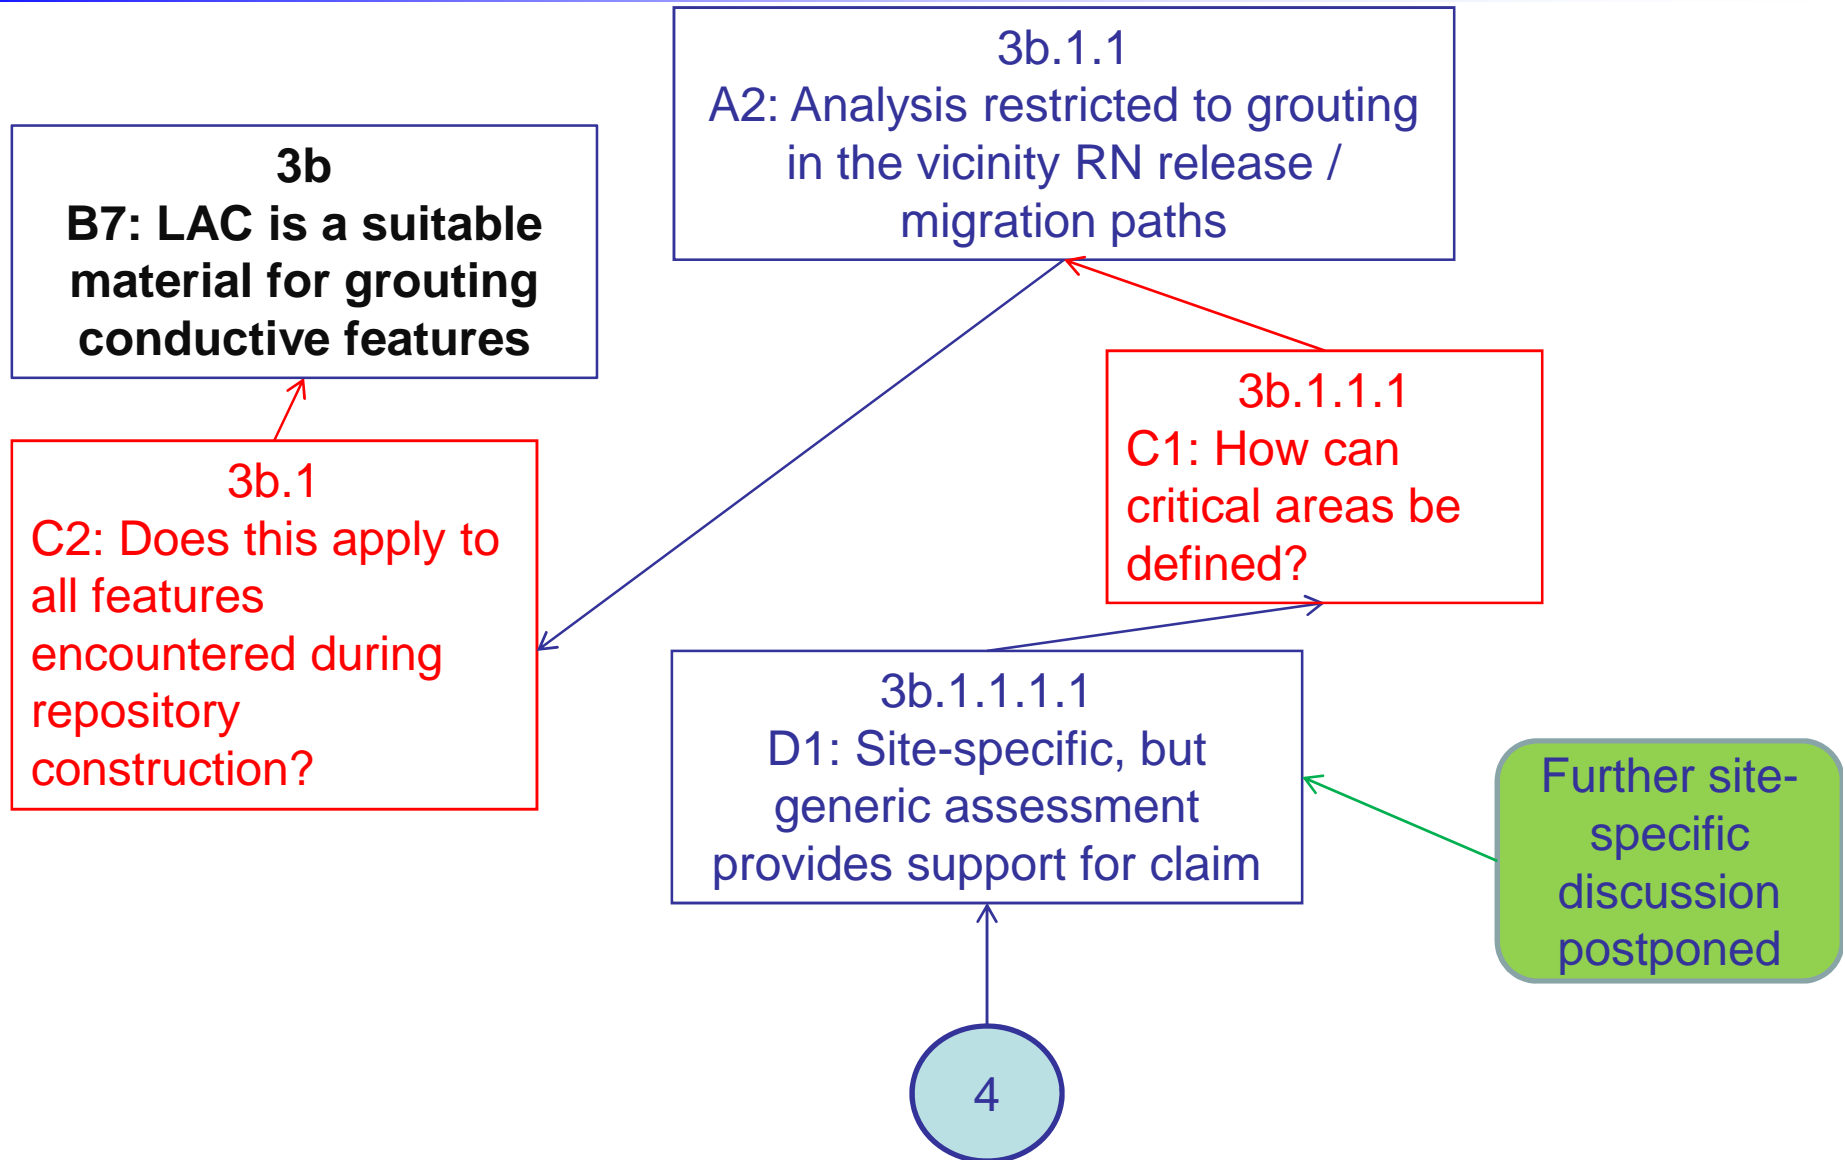 3b.1.1
A2: Analysis restricted to grouting
in the vicinity RN release /
migration paths
3b
B7: LAC is a suitable
material for grouting
conductive features
3b.1.1.1
C1: How can
critical areas be
defined?
3b.1
C2: Does this apply to
all features
encountered during
repository
construction?
3b.1.1.1.1
D1: Site-specific, but
generic assessment
provides support for claim
Further site-
specific
discussion
postponed
4